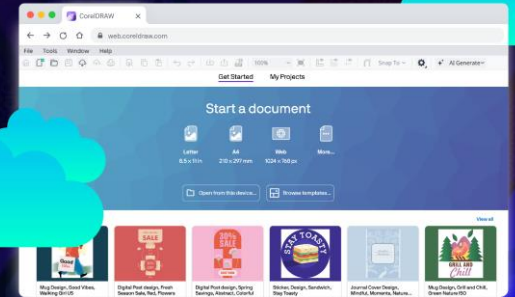 CorelDRAW
web.coreldraw.com
File Tools Window Help
100% Snap To AI Generate
Get Started My Projects
Start a document
Letter A4 Web More...
8.5 x 11 in 210 x 297 mm 1024 x 768 px
Open from this device... Browse templates...
View all
SALE
30%
SALE
STAY TOASTY
GRILL AND
Chill
Good
Mug Design, Good Vibes, Digital Post design, Fresh Digital Post design, Spring Sticker, Design, Sandwich, Journal Cover Design, Mug Design, Grill and Chill,
Walking Girl US Season Sale, Red, Flowers Savings, Abstract, Colorful Stay Toasty Mindful, Moments, Nature... Green Nature ISO